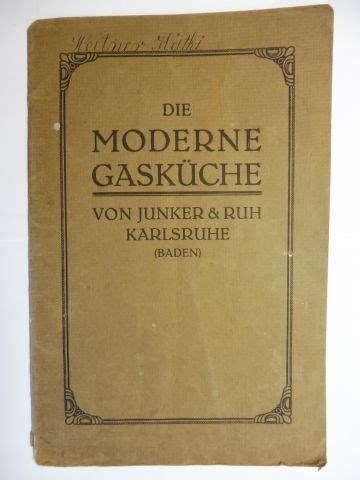 DIE
MODERNE
GASKÜCHE
VON JUNKER & RUH
KARLSRUHE
(BADEN)